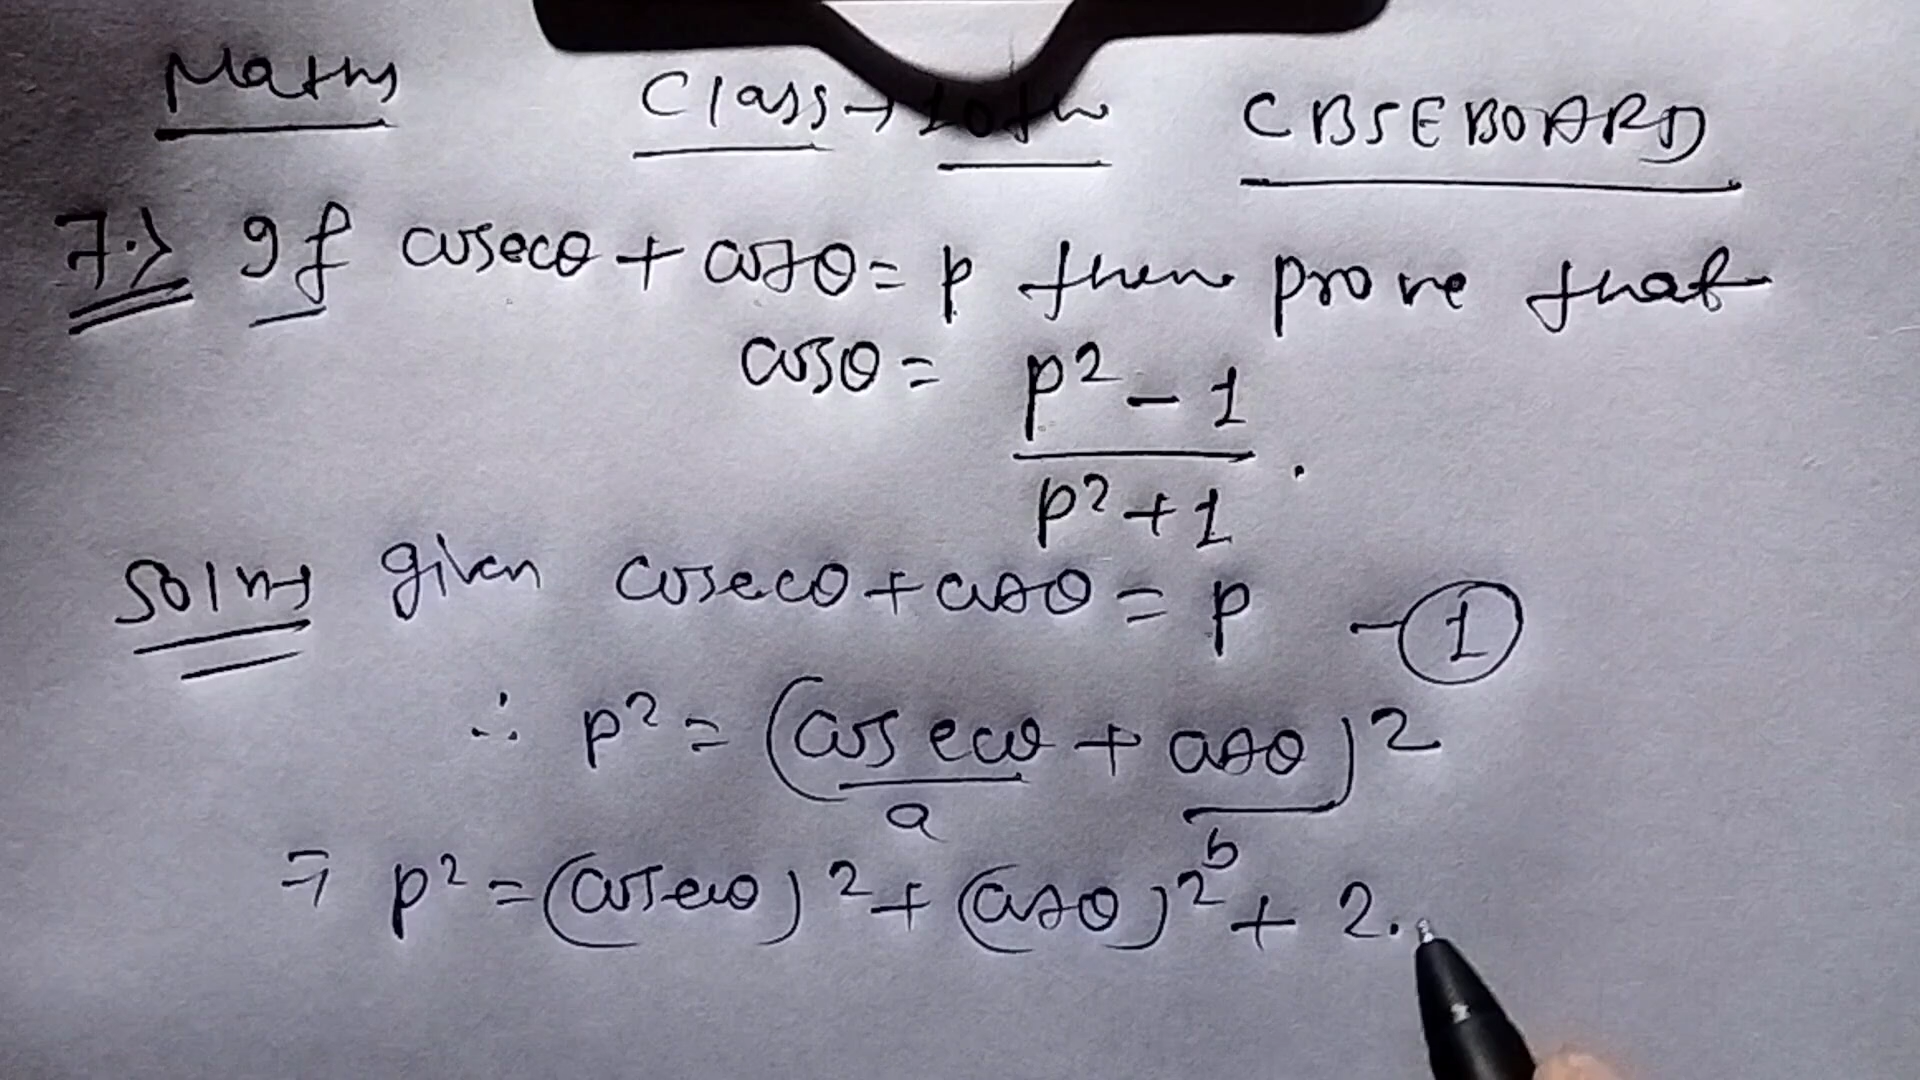 Maths Class → 10th CBSE BOARD
7.> If cosecθ + cotθ = p then prove that
cosθ = p² - 1
p² + 1 .
Soln→ given cosecθ + cotθ = p - 1
∴ p² = (cosecθ + cotθ)²
a b
⇒ p² = (cosecθ)² + (cotθ)² + 2.